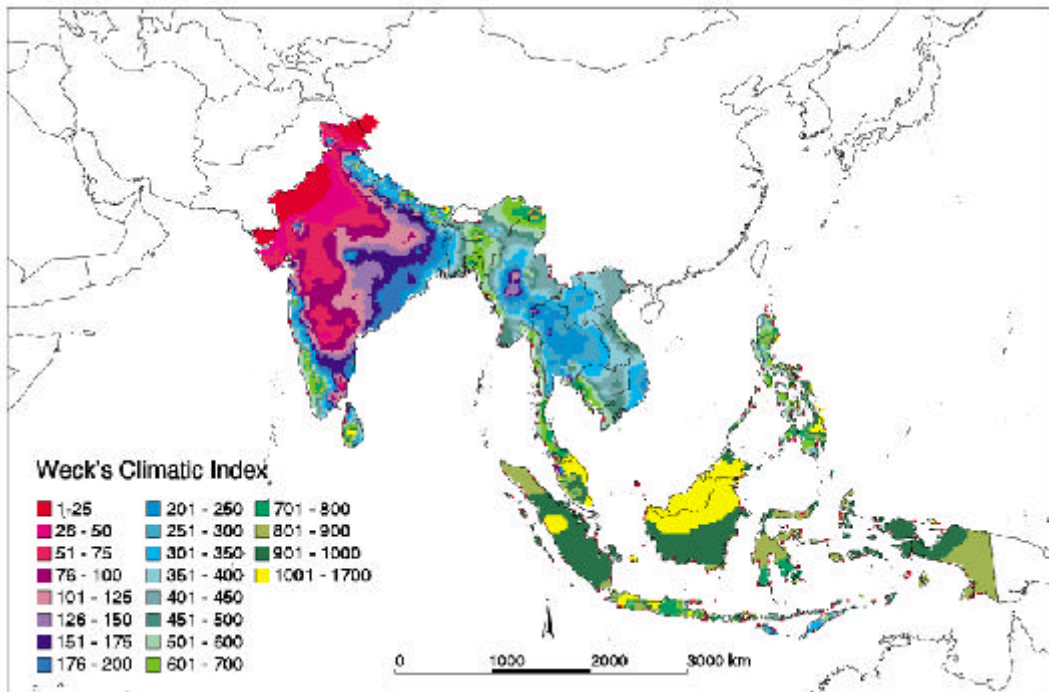 Weck's Climatic Index
1-25
26 - 50
51 - 75
76 - 100
101 - 125
126 - 150
151 - 175
176 - 200
201 - 250
251 - 300
301 - 350
351 - 400
401 - 450
451 - 500
501 - 600
601 - 700
701 - 800
801 - 900
901 - 1000
1001 - 1700
0 1000 2000 3000 km